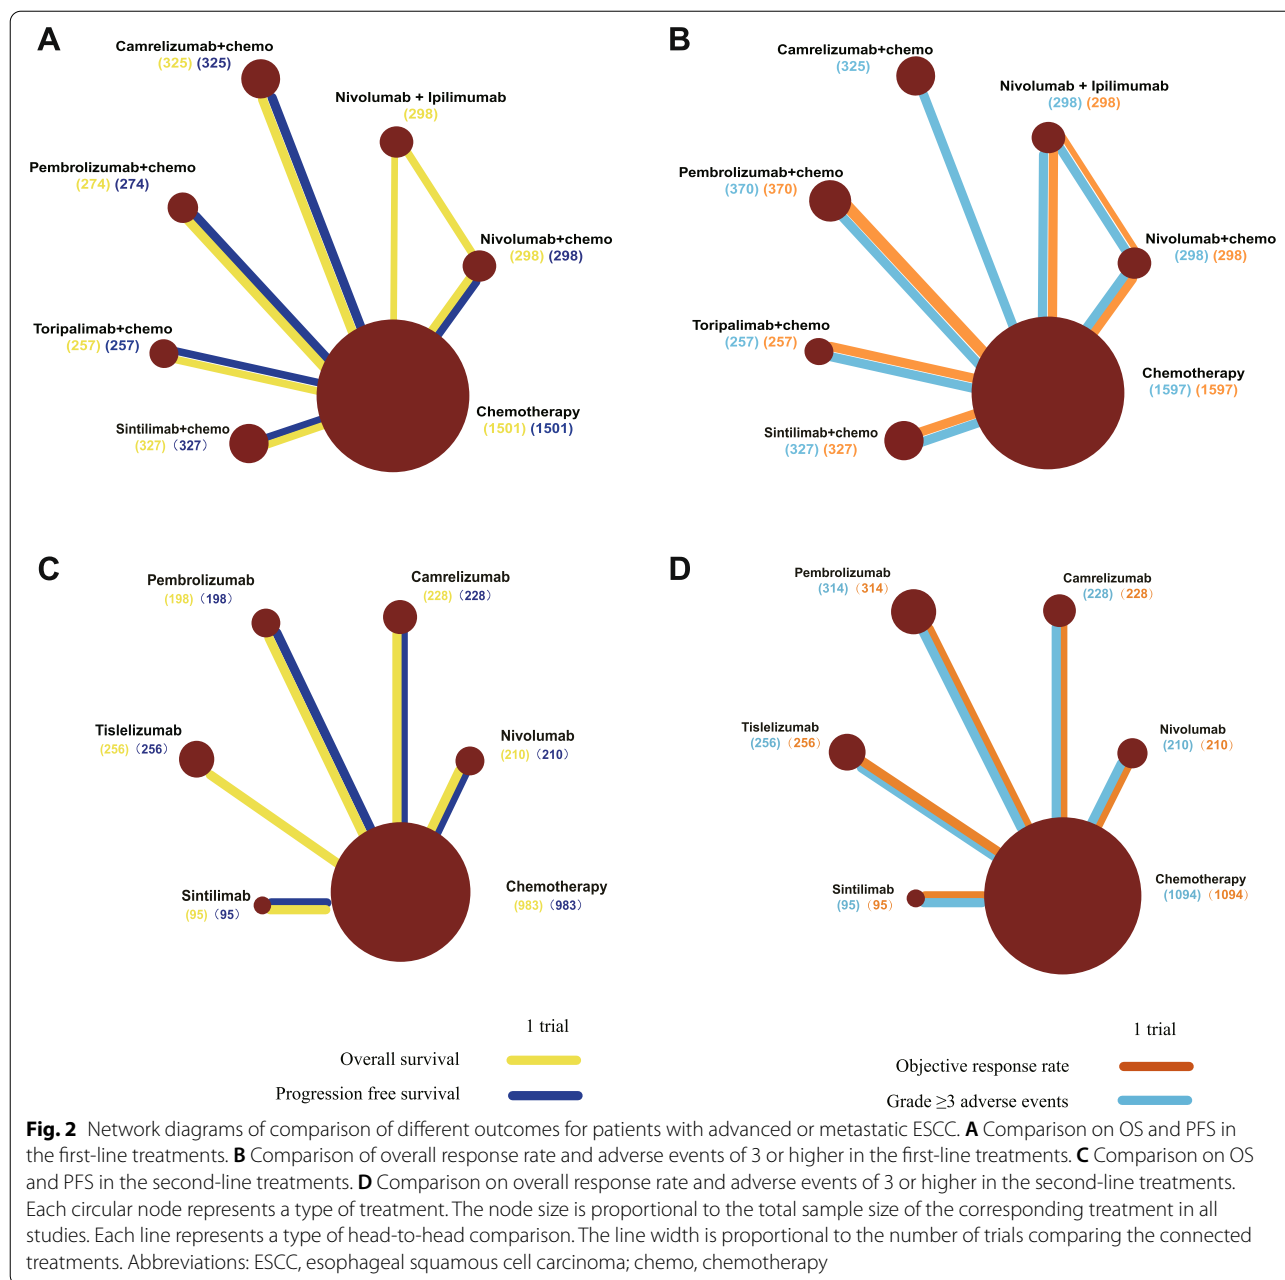 A
Camrelizumab+chemo
(325) (325)
Nivolumab + Ipilimumab
(298)
Pembrolizumab+chemo
(274) (274)
Nivolumab+chemo
(298) (298)
Toripalimab+chemo
(257) (257)
Chemotherapy
(1501) (1501)
Sintilimab+chemo
(327)（327）
B
Camrelizumab+chemo
(325)
Nivolumab + Ipilimumab
(298) (298)
Pembrolizumab+chemo
(370) (370)
Nivolumab+chemo
(298) (298)
Toripalimab+chemo
(257) (257)
Chemotherapy
(1597) (1597)
Sintilimab+chemo
(327) (327)
C
Pembrolizumab
(198)（198）
Camrelizumab
(228)（228）
Tislelizumab
(256)（256）
Nivolumab
(210)（210）
Sintilimab
(95)（95）
Chemotherapy
(983)（983）
D
Pembrolizumab
(314)（314）
Camrelizumab
(228)（228）
Tislelizumab
(256)（256）
Nivolumab
(210)（210）
Sintilimab
(95)（95）
Chemotherapy
(1094)（1094）
1 trial
Overall survival
Progression free survival
1 trial
Objective response rate
Grade ≥3 adverse events
Fig. 2 Network diagrams of comparison of different outcomes for patients with advanced or metastatic ESCC. A Comparison on OS and PFS in
the first-line treatments. B Comparison of overall response rate and adverse events of 3 or higher in the first-line treatments. C Comparison on OS
and PFS in the second-line treatments. D Comparison on overall response rate and adverse events of 3 or higher in the second-line treatments.
Each circular node represents a type of treatment. The node size is proportional to the total sample size of the corresponding treatment in all
studies. Each line represents a type of head-to-head comparison. The line width is proportional to the number of trials comparing the connected
treatments. Abbreviations: ESCC, esophageal squamous cell carcinoma; chemo, chemotherapy